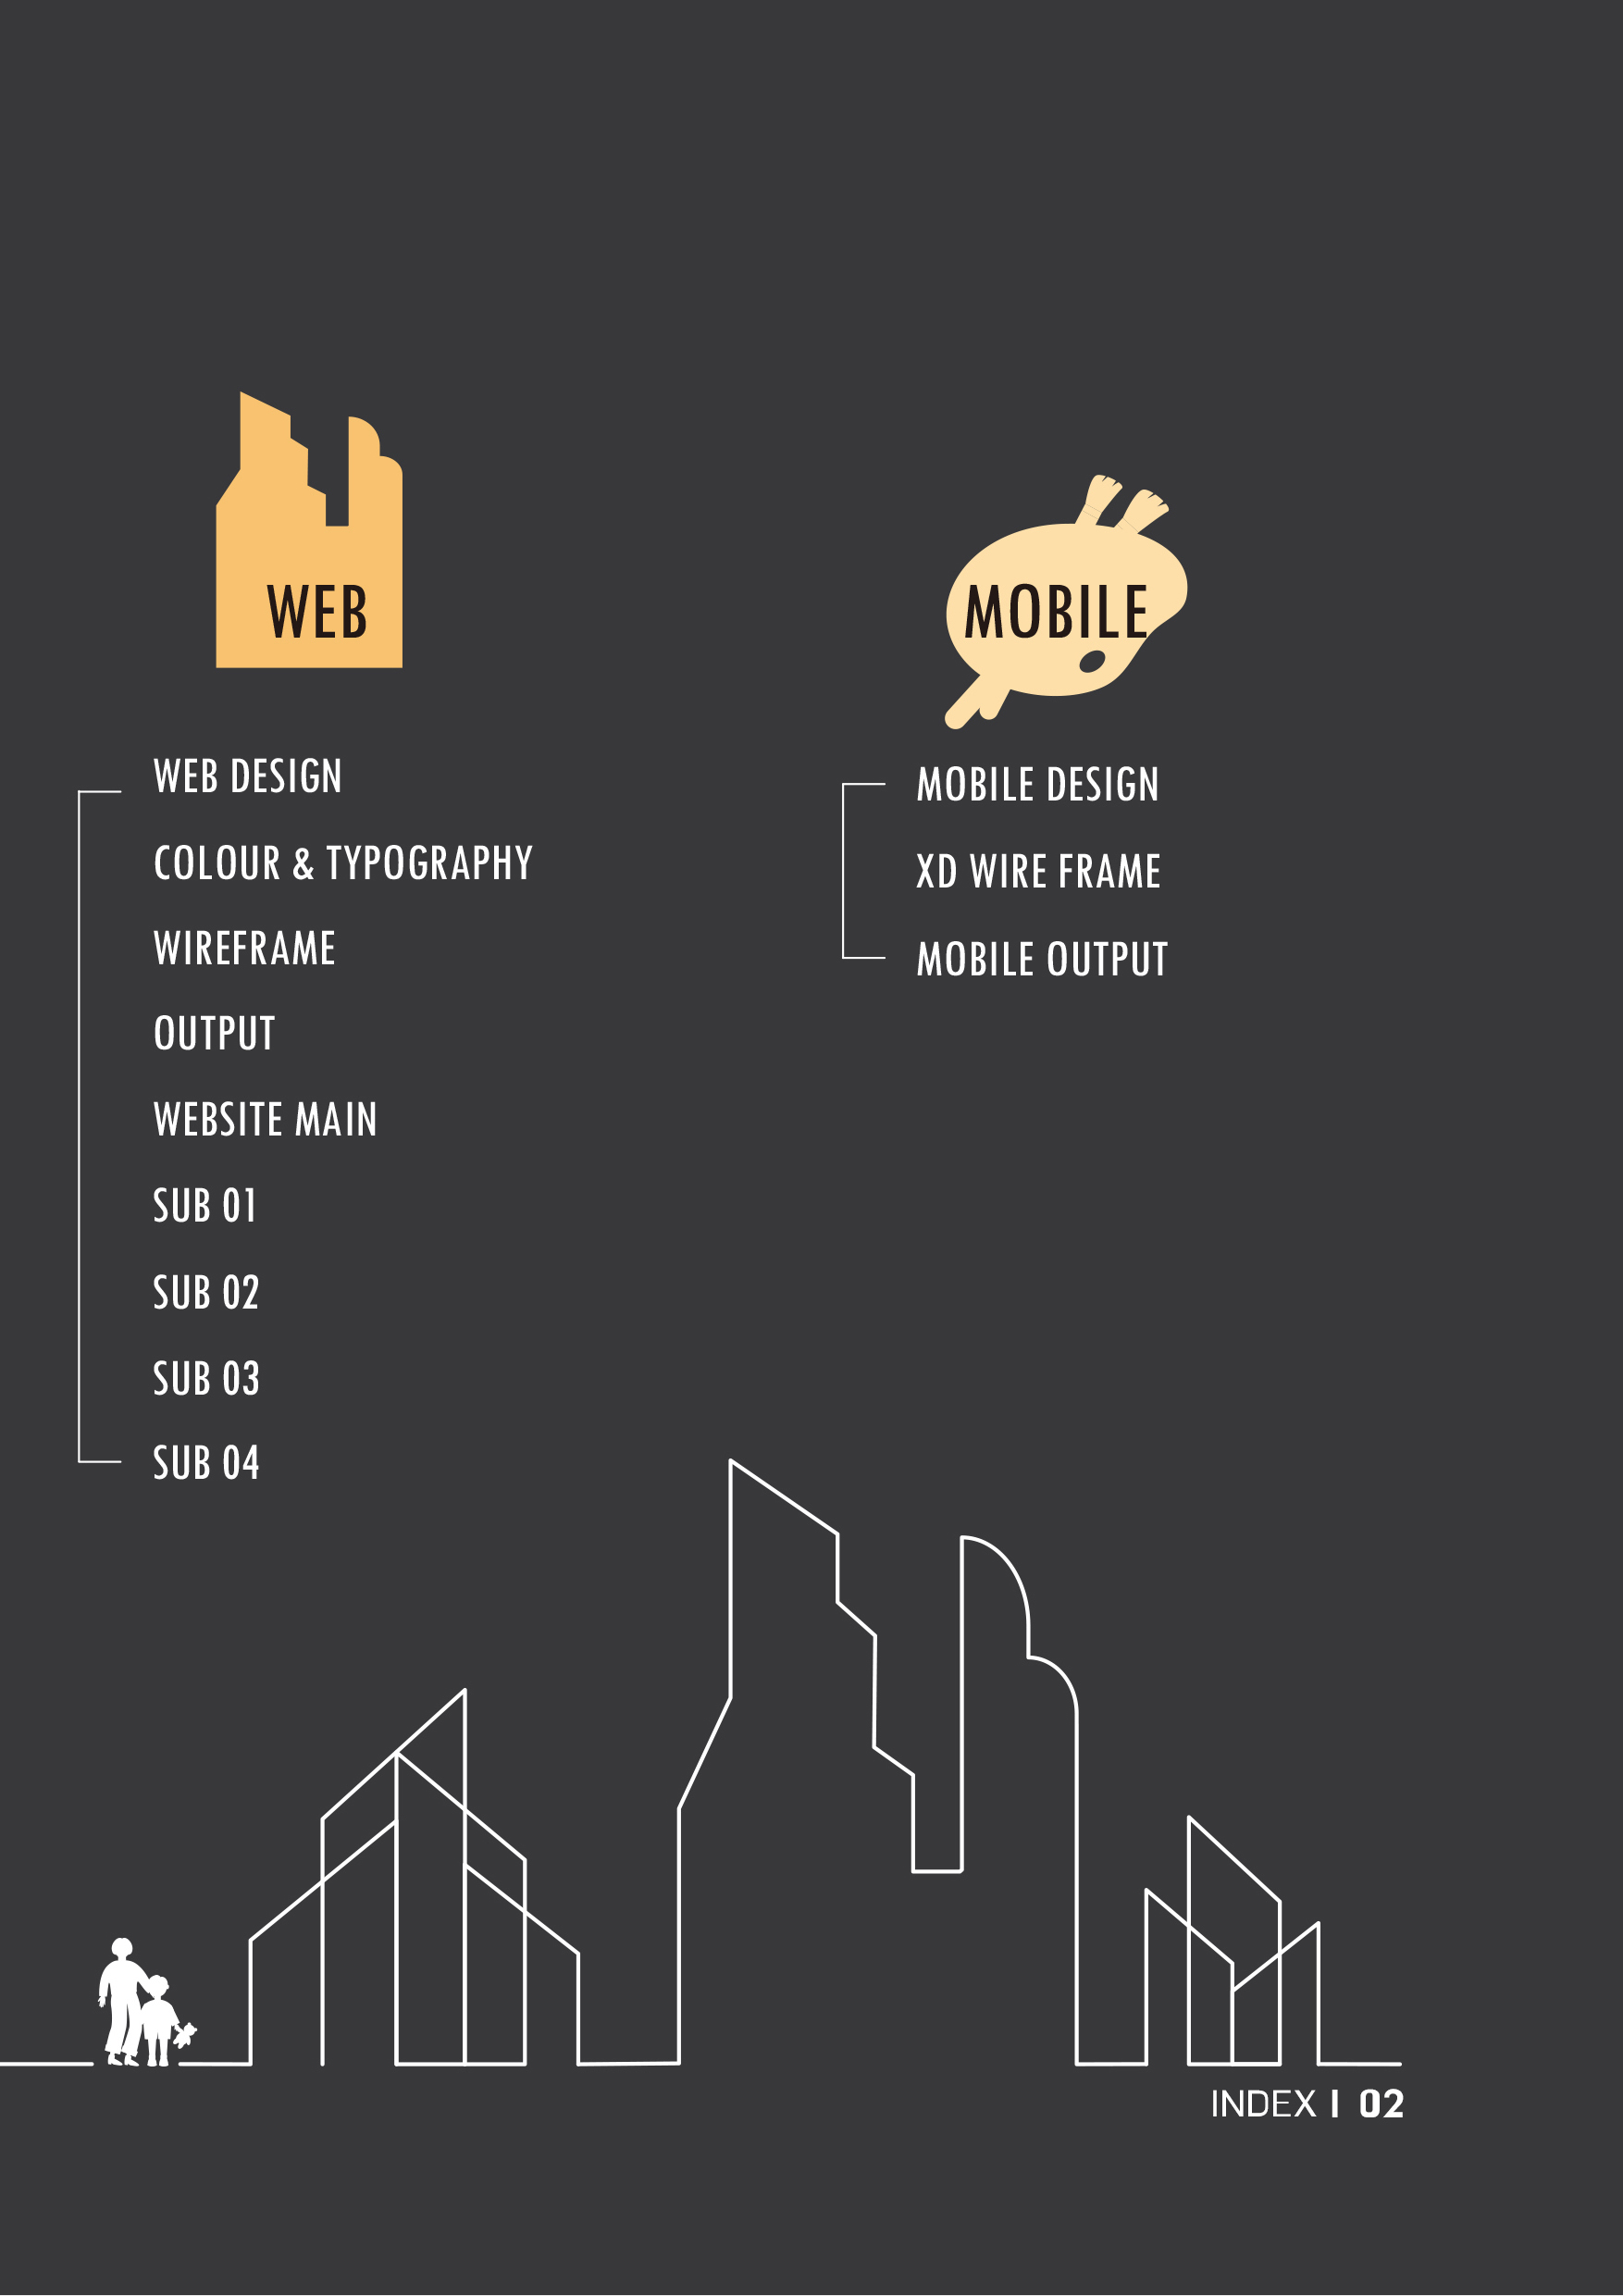 WEB
WEB DESIGN
COLOUR & TYPOGRAPHY
WIREFRAME
OUTPUT
WEBSITE MAIN
SUB 01
SUB 02
SUB 03
SUB 04
MOBILE
MOBILE DESIGN
XD WIRE FRAME
MOBILE OUTPUT
INDEX | 02